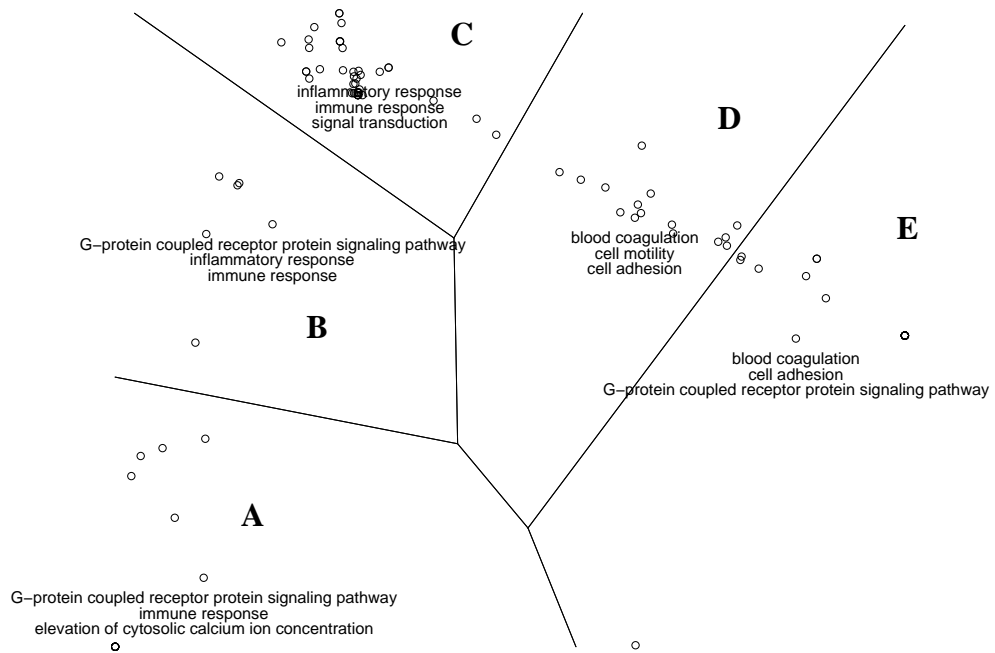 C
inflammatory response
immune response
signal transduction
D
blood coagulation
cell motility
cell adhesion
E
blood coagulation
cell adhesion
G−protein coupled receptor protein signaling pathway
G−protein coupled receptor protein signaling pathway
inflammatory response
immune response
B
A
G−protein coupled receptor protein signaling pathway
immune response
elevation of cytosolic calcium ion concentration